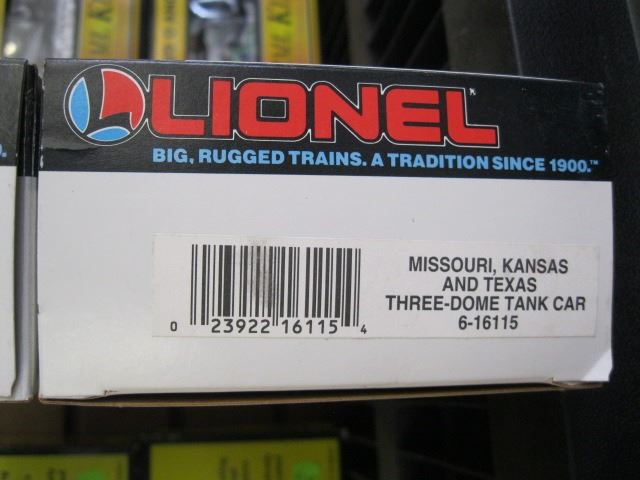 LIONEL
BIG, RUGGED TRAINS. A TRADITION SINCE 1900.™
MISSOURI, KANSAS
AND TEXAS
THREE-DOME TANK CAR
6-16115
0 23922 16115 4